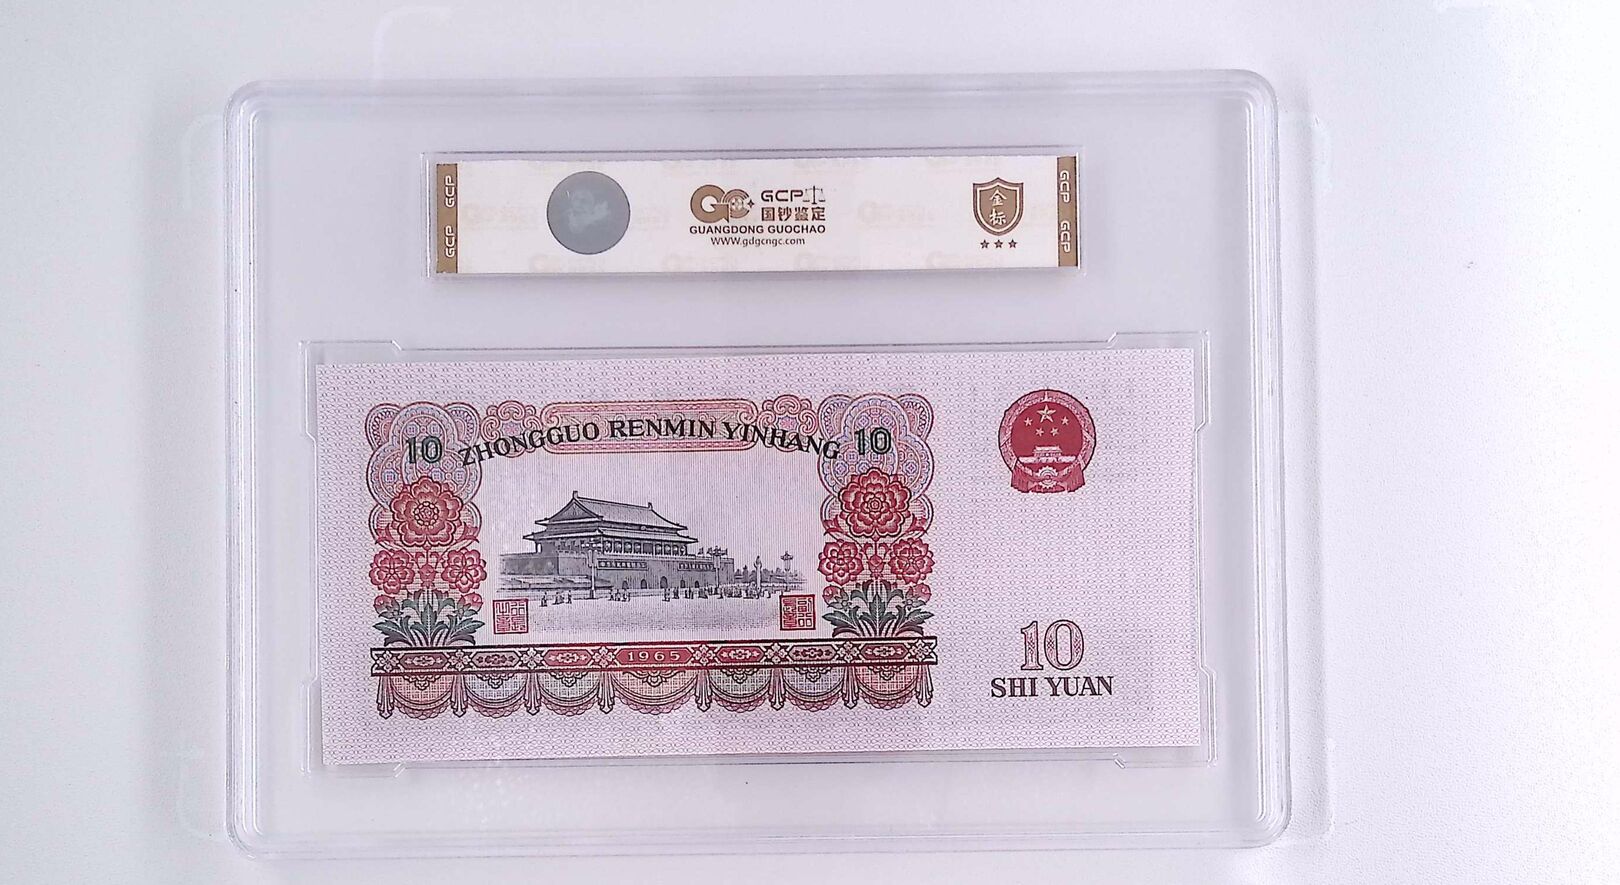 GCP
GCP
GCP
国钞鉴定
GUANGDONG GUOCHAO
WWW.gdgcngc.com
金
标
GCP
GCP
10 ZHONGGUO RENMIN YINHANG 10
1965
10
SHI YUAN